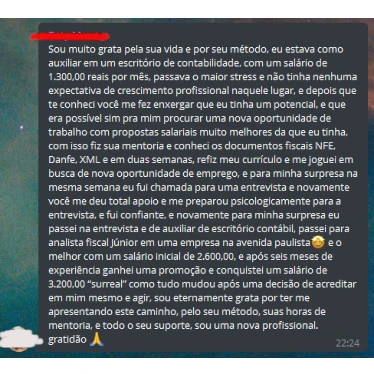 Sou muito grata pela sua vida e por seu método, eu estava como
auxiliar em um escritório de contabilidade, com um salário de
1.300,00 reais por mês, passava o maior stress e não tinha nenhuma
expectativa de crescimento profissional naquele lugar, e depois que
te conheci você me fez enxergar que eu tinha um potencial, e que
era possível sim pra mim procurar uma nova oportunidade de
trabalho com propostas salariais muito melhores da que eu tinha,
com isso fiz sua mentoria e conheci os documentos fiscais NFE,
Danfe, XML e em duas semanas, refiz meu currículo e me joguei em
busca de nova oportunidade de emprego, e para minha surpresa na
mesma semana eu fui chamada para uma entrevista e novamente
você me deu total apoio e me preparou psicologicamente para a
entrevista, e fui confiante, e novamente para minha surpresa eu
passei na entrevista e de auxiliar de escritório contábil, passei para
analista fiscal Júnior em uma empresa na avenida paulista🤩 e o
melhor com um salário inicial de 2.600,00, e após seis meses de
experiência ganhei uma promoção e conquistei um salário de
3.200,00 “surreal” como tudo mudou após uma decisão de acreditar
em mim mesmo e agir, sou eternamente grata por ter me
apresentando este caminho, pelo seu método, suas horas de
mentoria, e todo o seu suporte, sou uma nova profissional.
gratidão 🙏 22:24